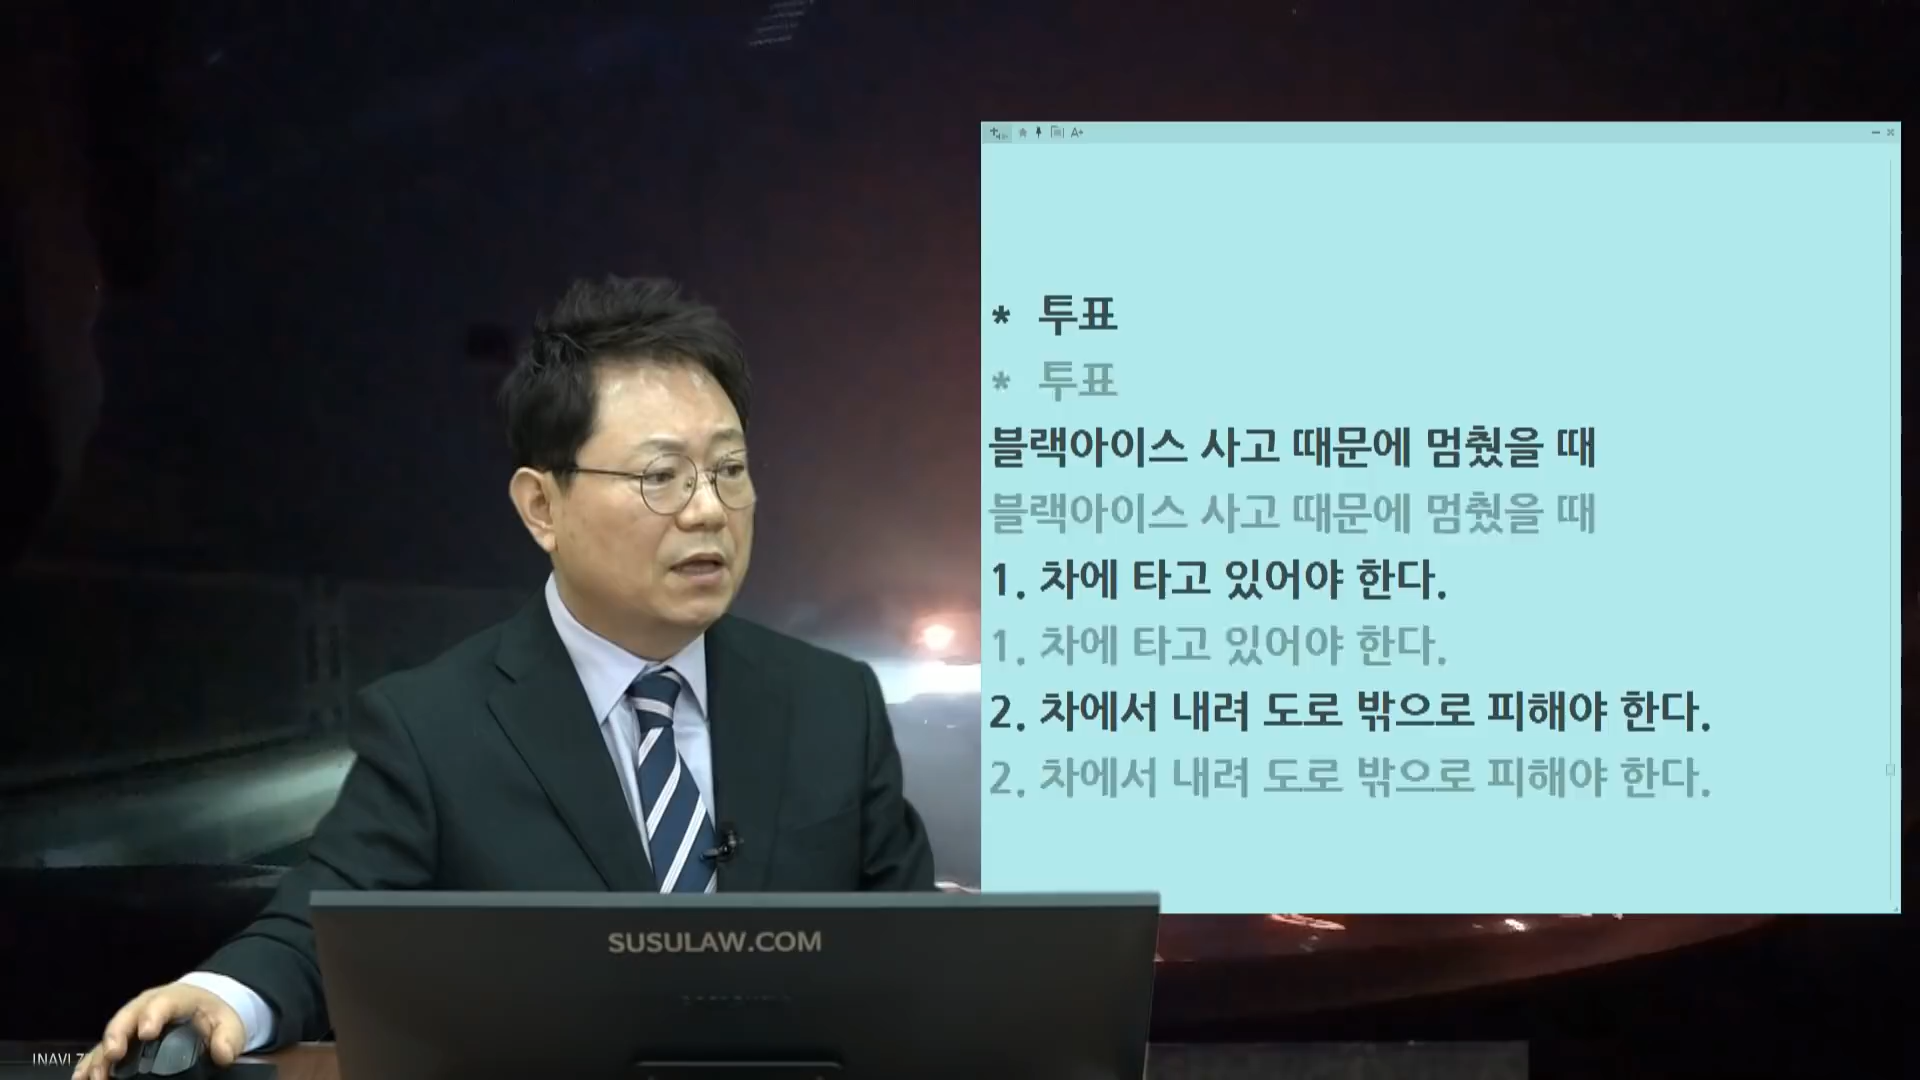 * 투표
* 투표
블랙아이스 사고 때문에 멈췄을 때
블랙아이스 사고 때문에 멈췄을 때
1. 차에 타고 있어야 한다.
1. 차에 타고 있어야 한다.
2. 차에서 내려 도로 밖으로 피해야 한다.
2. 차에서 내려 도로 밖으로 피해야 한다.
SUSULAW.COM
INAVI